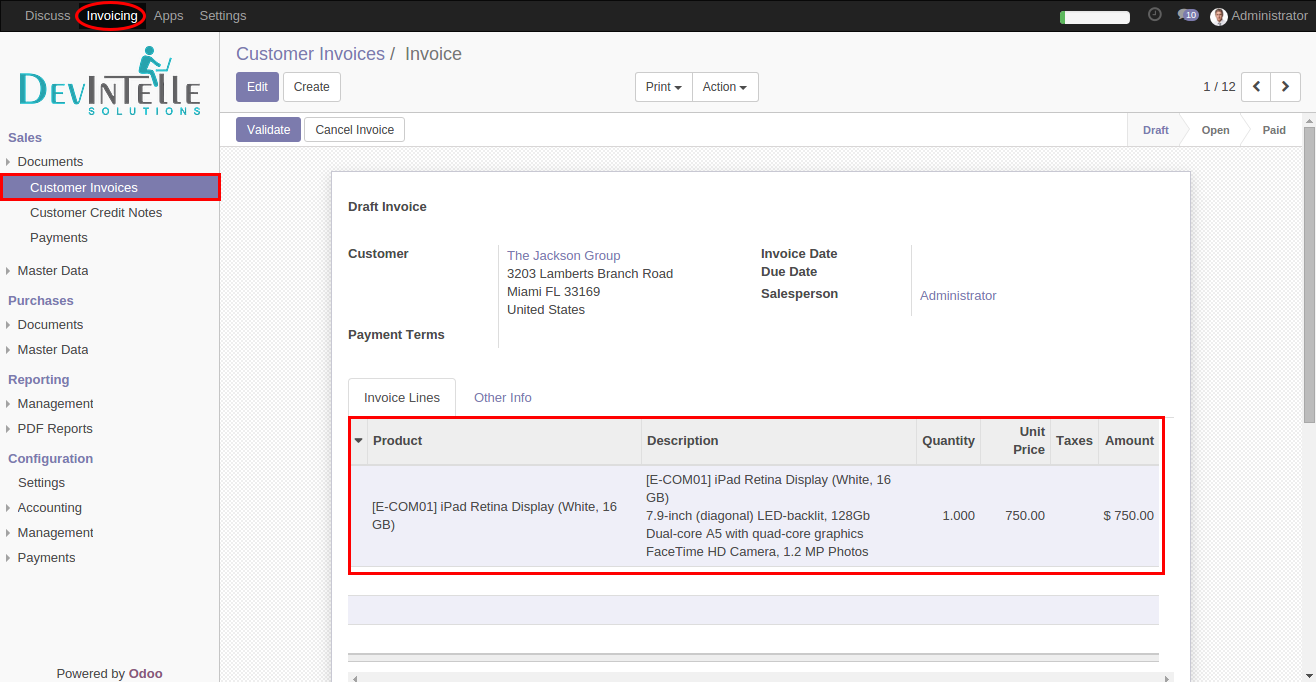 Discuss Invoicing Apps Settings
10 Administrator
DEVINTELLE
SOLUTIONS
Sales
Documents
Customer Invoices
Customer Credit Notes
Payments
Master Data
Purchases
Documents
Master Data
Reporting
Management
PDF Reports
Configuration
Settings
Accounting
Management
Payments
Powered by Odoo
Customer Invoices / Invoice
Edit Create
Print Action
1 / 12
Validate Cancel Invoice
Draft Open Paid
Draft Invoice
Customer
The Jackson Group
3203 Lamberts Branch Road
Miami FL 33169
United States
Payment Terms
Invoice Date
Due Date
Salesperson
Administrator
Invoice Lines Other Info
Product Description Quantity Unit Price Taxes Amount
[E-COM01] iPad Retina Display (White, 16
GB)
[E-COM01] iPad Retina Display (White, 16
GB)
7.9-inch (diagonal) LED-backlit, 128Gb
Dual-core A5 with quad-core graphics
FaceTime HD Camera, 1.2 MP Photos
1.000 750.00 $ 750.00